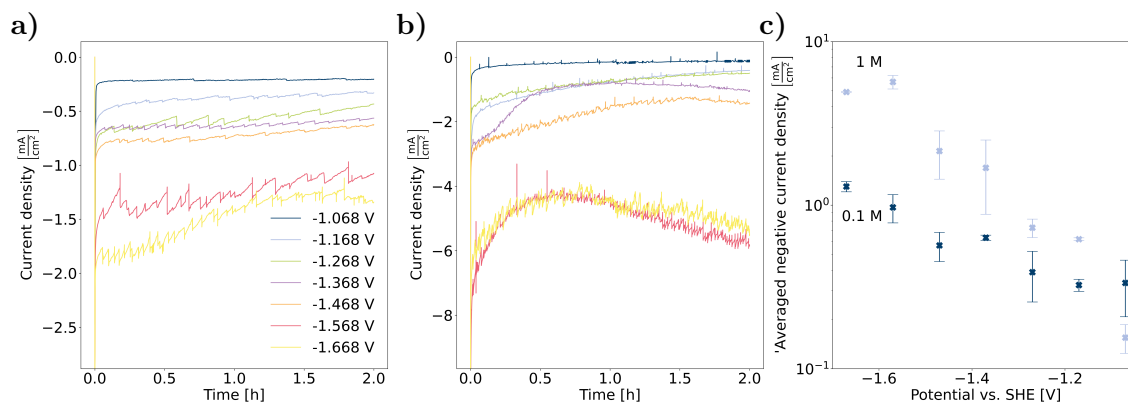 a)
0.0
−0.5
−1.0
−1.5
−2.0
−2.5
Current density [mA/cm²]
0.0 0.5 1.0 1.5 2.0
Time [h]
-1.068 V
-1.168 V
-1.268 V
-1.368 V
-1.468 V
-1.568 V
-1.668 V
b)
0
−2
−4
−6
−8
Current density [mA/cm²]
0.0 0.5 1.0 1.5 2.0
Time [h]
c)
10¹
10⁰
10⁻¹
'Averaged negative current density [mA/cm²]
1 M
0.1 M
−1.6 −1.4 −1.2
Potential vs. SHE [V]